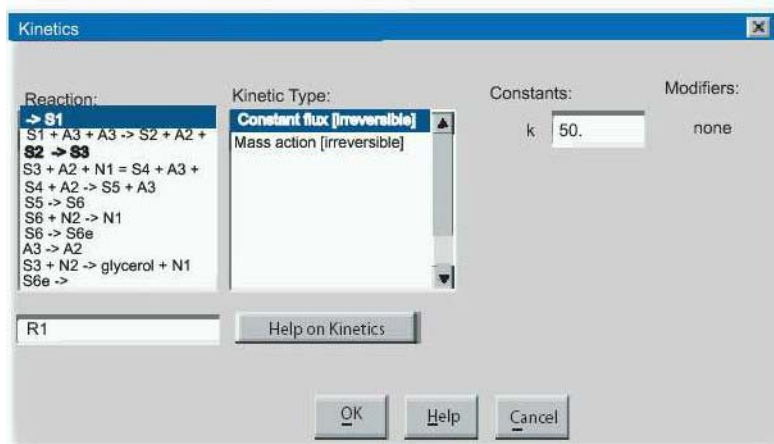 Kinetics
Reaction:
-> S1
S1 + A3 + A3 -> S2 + A2 +
S2 -> S3
S3 + A2 + N1 = S4 + A3 +
S4 + A2 -> S5 + A3
S5 -> S6
S6 + N2 -> N1
S6 -> S6e
A3 -> A2
S3 + N2 -> glycerol + N1
S6e ->
R1
Kinetic Type:
Constant flux [irreversible]
Mass action [irreversible]
Help on Kinetics
Constants:
k 50.
Modifiers:
none
OK Help Cancel